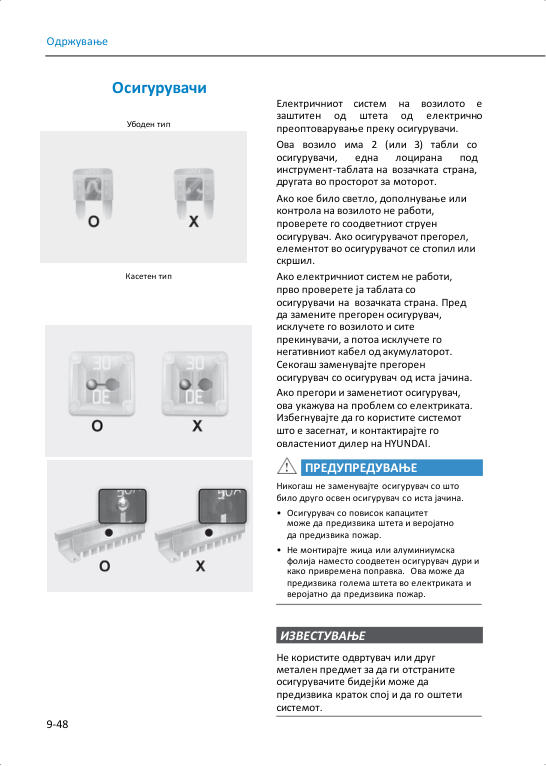 Одржување
Осигурувачи
Убоден тип
O
X
Касетен тип
30
30
30
30
O
X
O
X
Електричниот систем на возилото е
заштитен од штета од електрично
преоптоварување преку осигурувачи.
Ова возило има 2 (или 3) табли со
осигурувачи, една лоцирана под
инструмент-таблата на возачката страна,
другата во просторот за моторот.
Ако кое било светло, дополнување или
контрола на возилото не работи,
проверете го соодветниот струен
осигурувач. Ако осигурувачот прегорел,
елементот во осигурувачот се стопил или
скршил.
Ако електричниот систем не работи,
прво проверете ја таблата со
осигурувачи на возачката страна. Пред
да замените прегорен осигурувач,
исклучете го возилото и сите
прекинувачи, а потоа исклучете го
негативниот кабел од акумулаторот.
Секогаш заменувајте прегорен
осигурувач со осигурувач од иста јачина.
Ако прегори и заменетиот осигурувач,
ова укажува на проблем со електриката.
Избегнувајте да го користите системот
што е засегнат, и контактирајте го
овластениот дилер на HYUNDAI.
ПРЕДУПРЕДУВАЊЕ
Никогаш не заменувајте осигурувач со што
било друго освен осигурувач со иста јачина.
• Осигурувач со повисок капацитет
може да предизвика штета и веројатно
да предизвика пожар.
• Не монтирајте жица или алуминиумска
фолија наместо соодветен осигурувач дури и
како привремена поправка. Ова може да
предизвика голема штета во електриката и
веројатно да предизвика пожар.
ИЗВЕСТУВАЊЕ
Не користите одвртувач или друг
метален предмет за да ги отстраните
осигурувачите бидејќи може да
предизвика краток спој и да го оштети
системот.
9-48